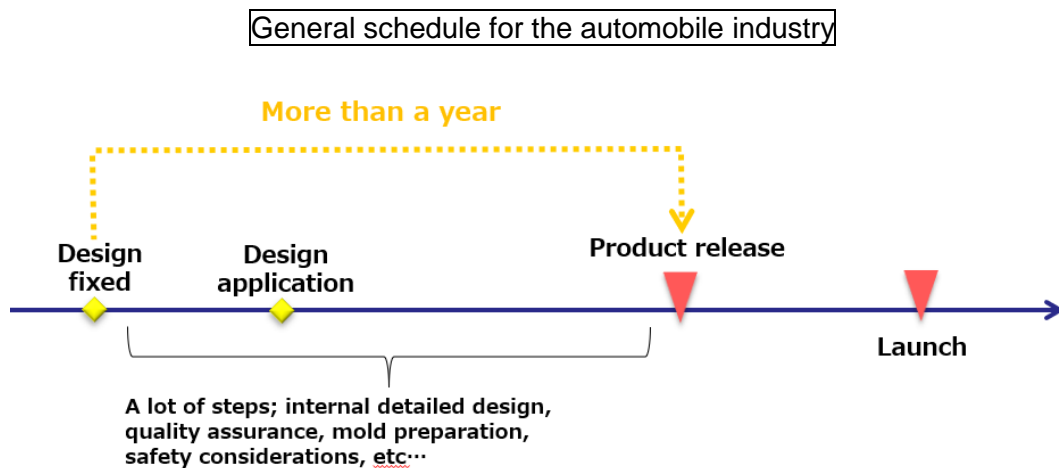 General schedule for the automobile industry
More than a year
Design
fixed
Design
application
Product release
Launch
A lot of steps; internal detailed design,
quality assurance, mold preparation,
safety considerations, etc…